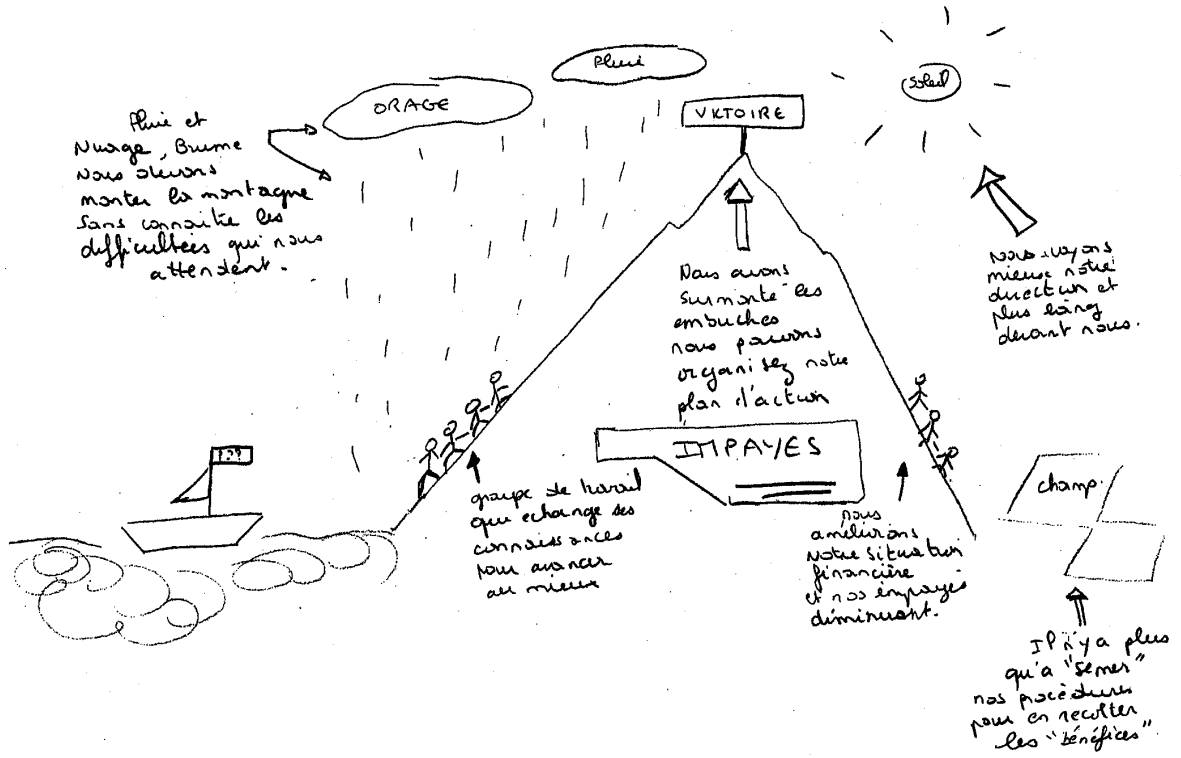 Pluie
ORAGE
VICTOIRE
Soleil
Pluie et
Nuage, Brume
Nous devons
monter la montagne
sans connaitre les
difficultées qui nous
attendent.
Nous voyons
mieux notre
direction et
plus loing
devant nous.
Nous avons
surmonté les
embuches
nous pouvons
organisez notre
plan d'action
IMPAYES
???
groupe de travail
qui echange ses
connaissances
pour avancer
au mieux
nous
améliorons
notre situation
financière
et nos impayés
diminuent.
champ.
Il n'y a plus
qu'a "semer"
nos procédures
pour en recolter
les "bénéfices".